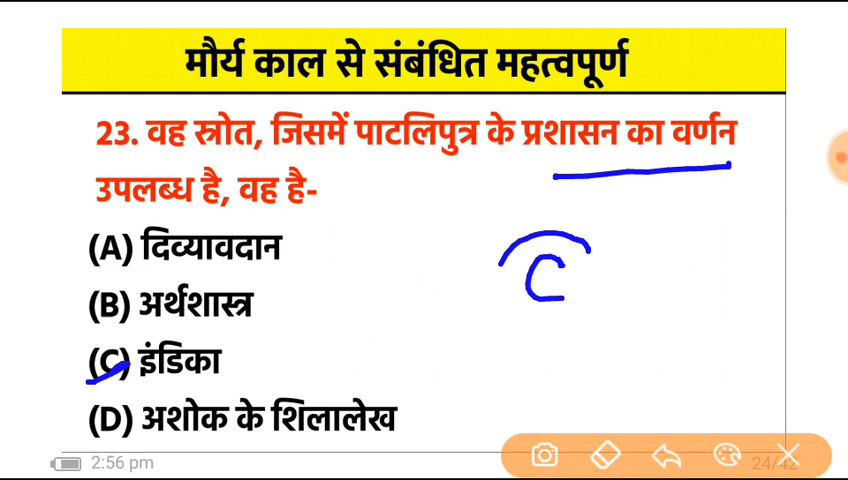 मौर्य काल से संबंधित महत्वपूर्ण
23. वह स्रोत, जिसमें पाटलिपुत्र के प्रशासन का वर्णन
उपलब्ध है, वह है-
(A) दिव्यावदान
(B) अर्थशास्त्र
C
(C) इंडिका
(D) अशोक के शिलालेख
2:56 pm
24/42